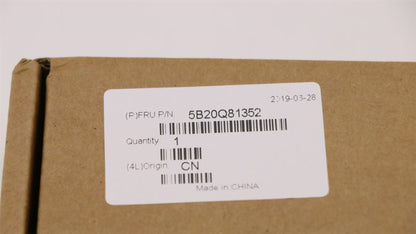 2019-03-28
(P)FRU P/N. 5B20Q81352
Quantity. 1
(4L)Origin. CN
Made in CHINA